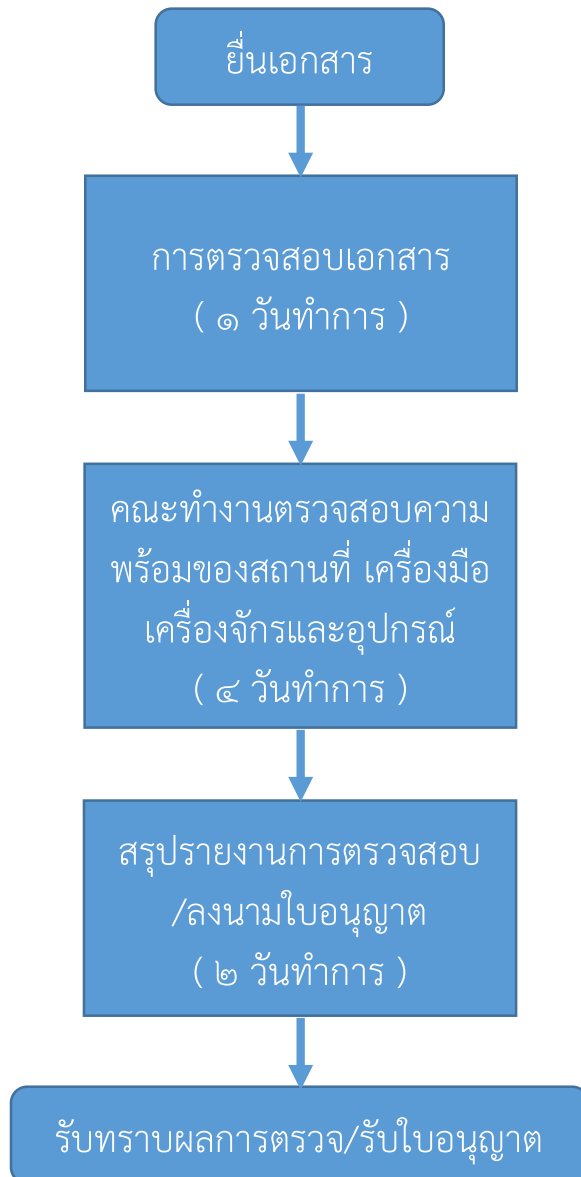 ยื่นเอกสาร
การตรวจสอบเอกสาร
( ๑ วันทำการ )
คณะทำงานตรวจสอบความ
พร้อมของสถานที่ เครื่องมือ
เครื่องจักรและอุปกรณ์
( ๔ วันทำการ )
สรุปรายงานการตรวจสอบ
/ลงนามใบอนุญาต
( ๒ วันทำการ )
รับทราบผลการตรวจ/รับใบอนุญาต